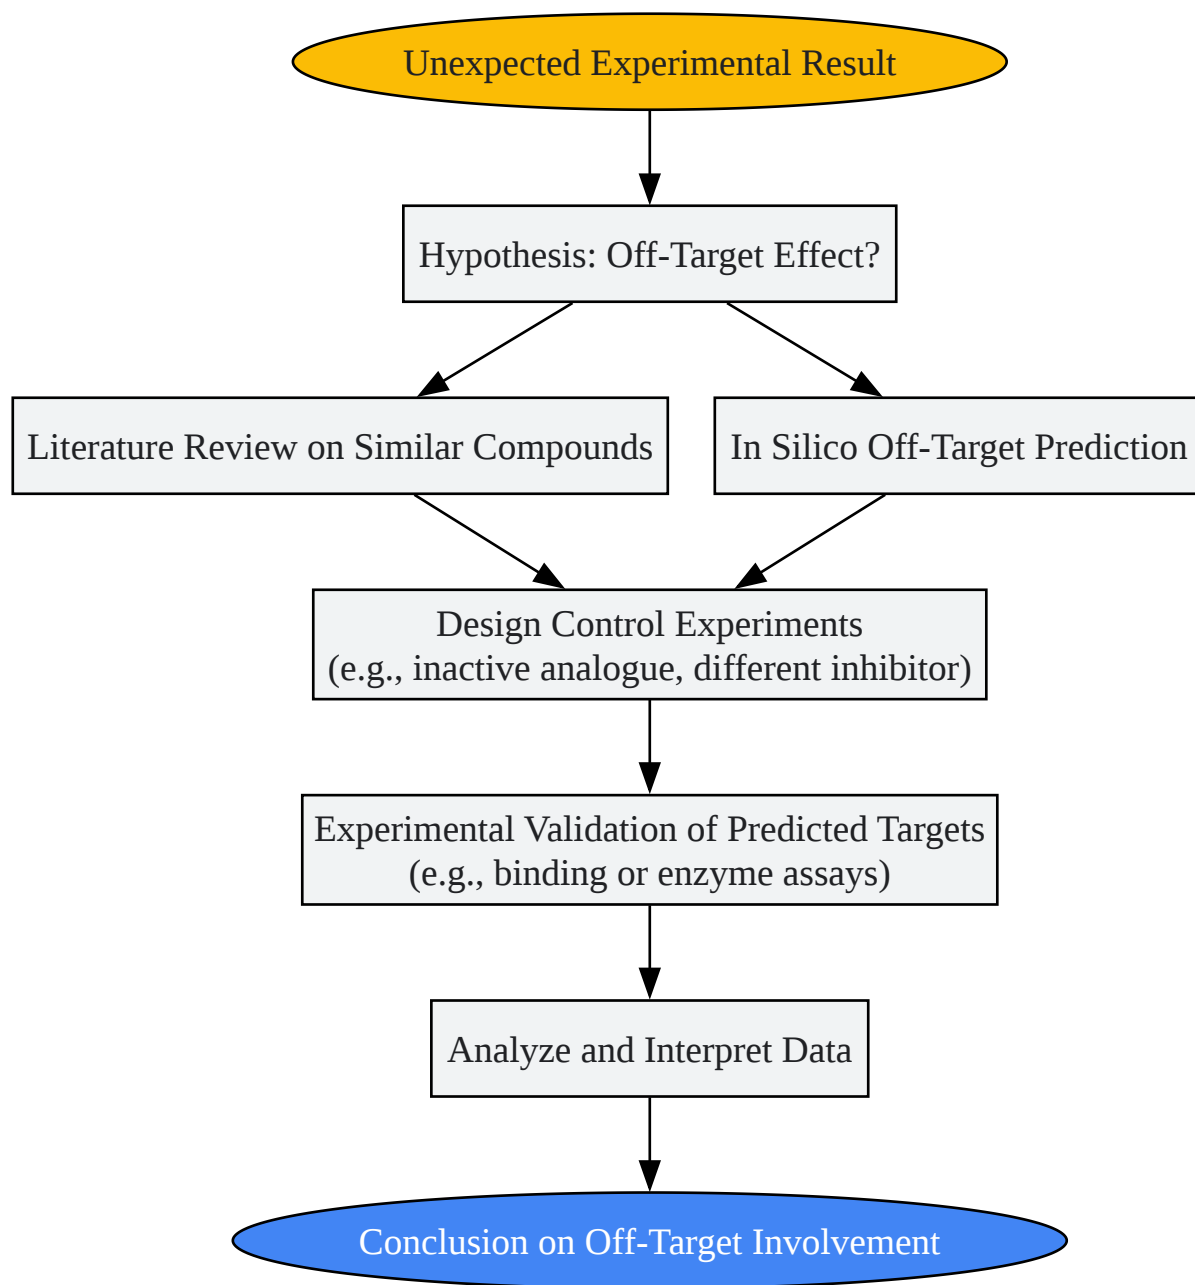 Unexpected Experimental Result
Hypothesis: Off-Target Effect?
Literature Review on Similar Compounds
In Silico Off-Target Prediction
Design Control Experiments
(e.g., inactive analogue, different inhibitor)
Experimental Validation of Predicted Targets
(e.g., binding or enzyme assays)
Analyze and Interpret Data
Conclusion on Off-Target Involvement